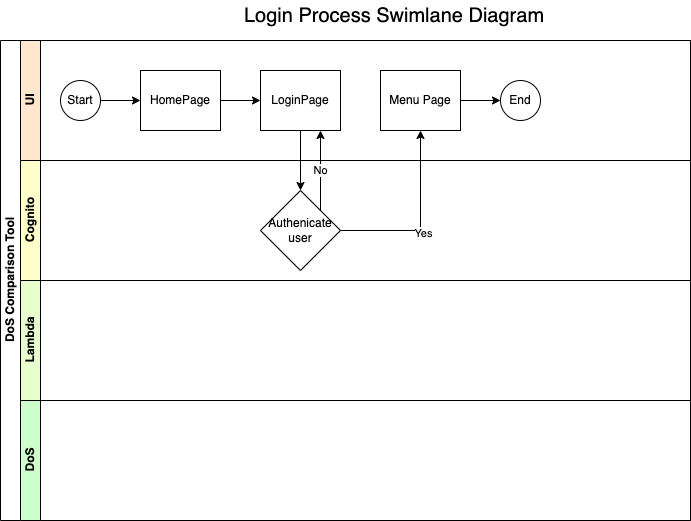 Login Process Swimlane Diagram
DoS Comparison Tool
UI
Start
HomePage
LoginPage
Menu Page
End
No
Cognito
Authenicate
user
Yes
Lambda
DoS